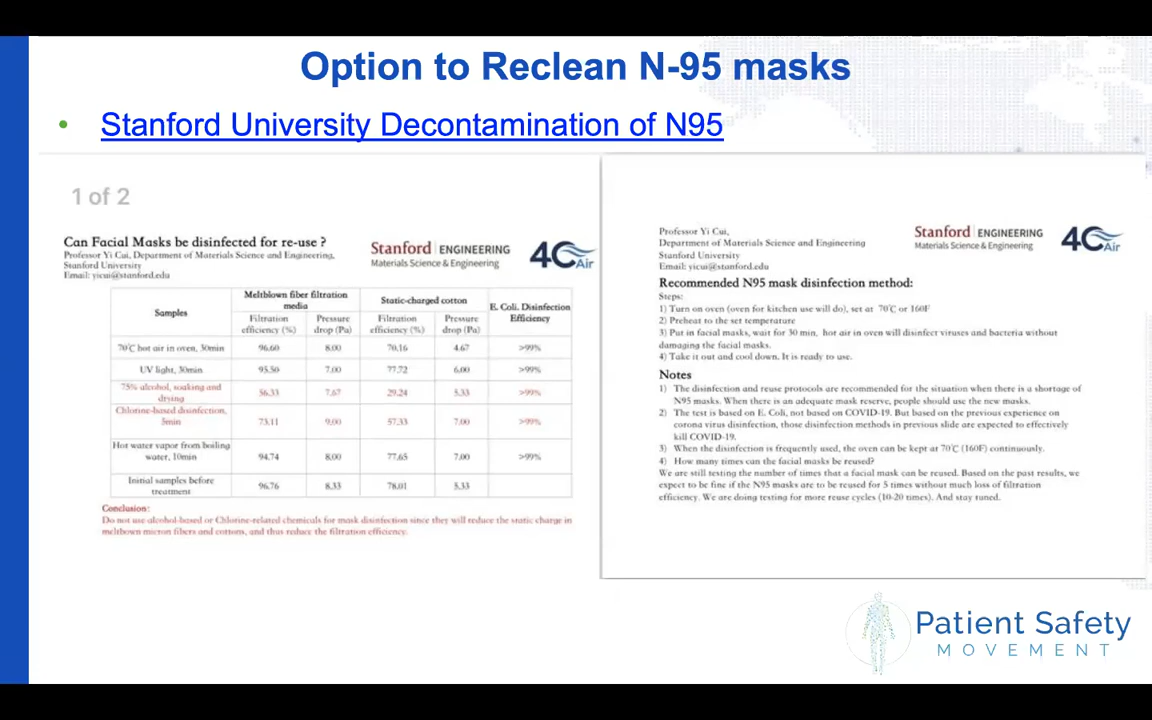 Option to Reclean N-95 masks
• Stanford University Decontamination of N95
1 of 2
Can Facial Masks be disinfected for re-use ?
Professor Yi Cui, Department of Materials Science and Engineering,
Stanford University
Email: yicui@stanford.edu
Stanford ENGINEERING
Materials Science & Engineering
4C Air
Samples
Meltblown fiber filtration media
Static-charged cotton
E. Coli. Disinfection Efficiency
Filtration efficiency (%)
Pressure drop (Pa)
Filtration efficiency (%)
Pressure drop (Pa)
70℃ hot air in oven, 30min 96.60 8.00 70.16 4.67 >99%
UV light, 30min 95.50 7.00 77.72 6.00 >99%
75% alcohol, soaking and drying 56.33 7.67 29.24 5.33 >99%
Chlorine-based disinfection, 5min 73.11 9.00 57.33 7.00 >99%
Hot water vapor from boiling water, 10min 94.74 8.00 77.65 7.00 >99%
Initial samples before treatment 96.76 8.33 78.01 5.33
Conclusion:
Do not use alcohol-based or Chlorine-related chemicals for mask disinfection since they will reduce the static charge in
meltbown micron fibers and cottons, and thus reduce the filtration efficiency.
Professor Yi Cui,
Department of Materials Science and Engineering
Stanford University
Email: yicui@stanford.edu
Stanford ENGINEERING
Materials Science & Engineering
4C Air
Recommended N95 mask disinfection method:
Steps:
1) Turn on oven (oven for kitchen use will do), set at 70℃ or 160F
2) Preheat to the set temperature
3) Put in facial masks, wait for 30 min, hot air in oven will disinfect viruses and bacteria without
damaging the facial masks.
4) Take it out and cool down. It is ready to use.
Notes
1) The disinfection and reuse protocols are recommended for the situation when there is a shortage of
N95 masks. When there is an adequate mask reserve, people should use the new masks.
2) The test is based on E. Coli, not based on COVID-19. But based on the previous experience on
corona virus disinfection, those disinfection methods in previous slide are expected to effectively
kill COVID-19.
3) When the disinfection is frequently used, the oven can be kept at 70℃ (160F) continuously.
4) How many times can the facial masks be reused?
We are still testing the number of times that a facial mask can be reused. Based on the past results, we
expect to be fine if the N95 masks are to be reused for 5 times without much loss of filtration
efficiency. We are doing testing for more reuse cycles (10-20 times). And stay tuned.
Patient Safety
MOVEMENT